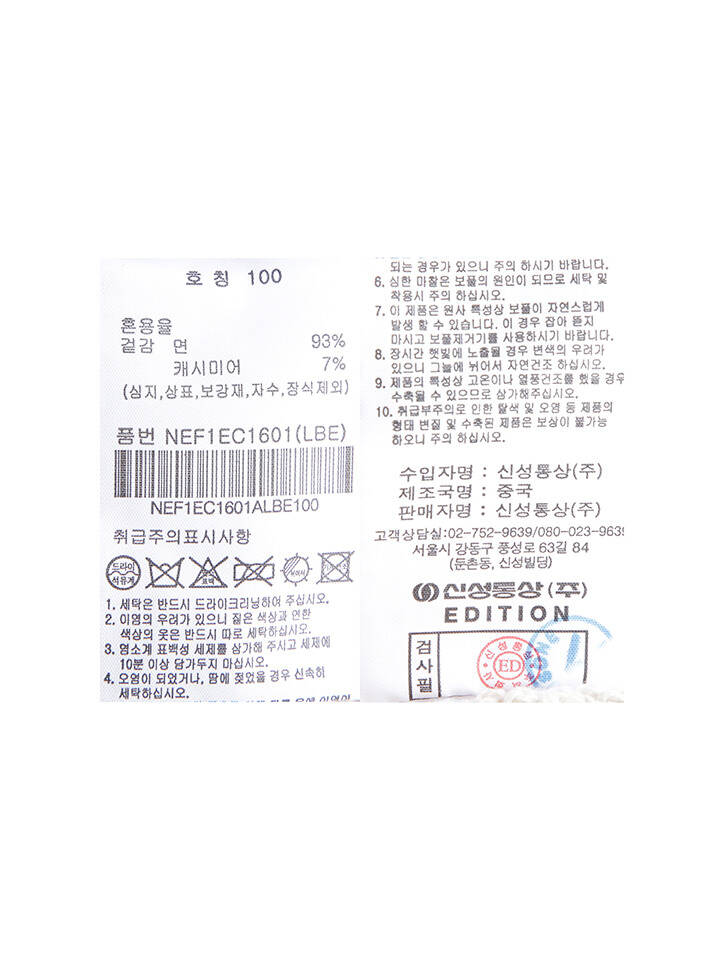 호칭 100
혼용율
겉감 면 93%
캐시미어 7%
(심지,상표,보강재,자수,장식제외)
품번 NEF1EC1601(LBE)
NEF1EC1601ALBE100
취급주의표시사항
드라이
석유계
염소
표백
뉘어서
1. 세탁은 반드시 드라이크리닝하여 주십시오.
2. 이염의 우려가 있으니 짙은 색상과 연한
색상의 옷은 반드시 따로 세탁하십시오.
3. 염소계 표백성 세제를 삼가해 주시고 세제에
10분 이상 담가두지 마십시오.
4. 오염이 되었거나, 땀에 젖었을 경우 신속히
세탁하십시오.
되는 경우가 있으니 주의 하시기 바랍니다.
6. 심한 마찰은 보풀의 원인이 되므로 세탁 및
착용시 주의 하십시오.
7. 이 제품은 원사 특성상 보풀이 자연스럽게
발생 할 수 있습니다. 이 경우 잡아 뜯지
마시고 보풀제거기를 사용하시기 바랍니다.
8. 장시간 햇빛에 노출될 경우 변색의 우려가
있으니 그늘에 뉘어서 자연건조 하십시오.
9. 제품의 특성상 고온이나 열풍건조를 했을 경우
수축될 수 있으므로 삼가해주십시오.
10. 취급부주의로 인한 탈색 및 오염 등 제품의
형태 변질 및 수축된 제품은 보상이 불가능
하오니 주의 하십시오.
수입자명 : 신성통상(주)
제조국명 : 중국
판매자명 : 신성통상(주)
고객상담실:02-752-9639/080-023-9639
서울시 강동구 풍성로 63길 84
(둔촌동, 신성빌딩)
신성통상(주)
EDITION
검사필
신성통상
ED